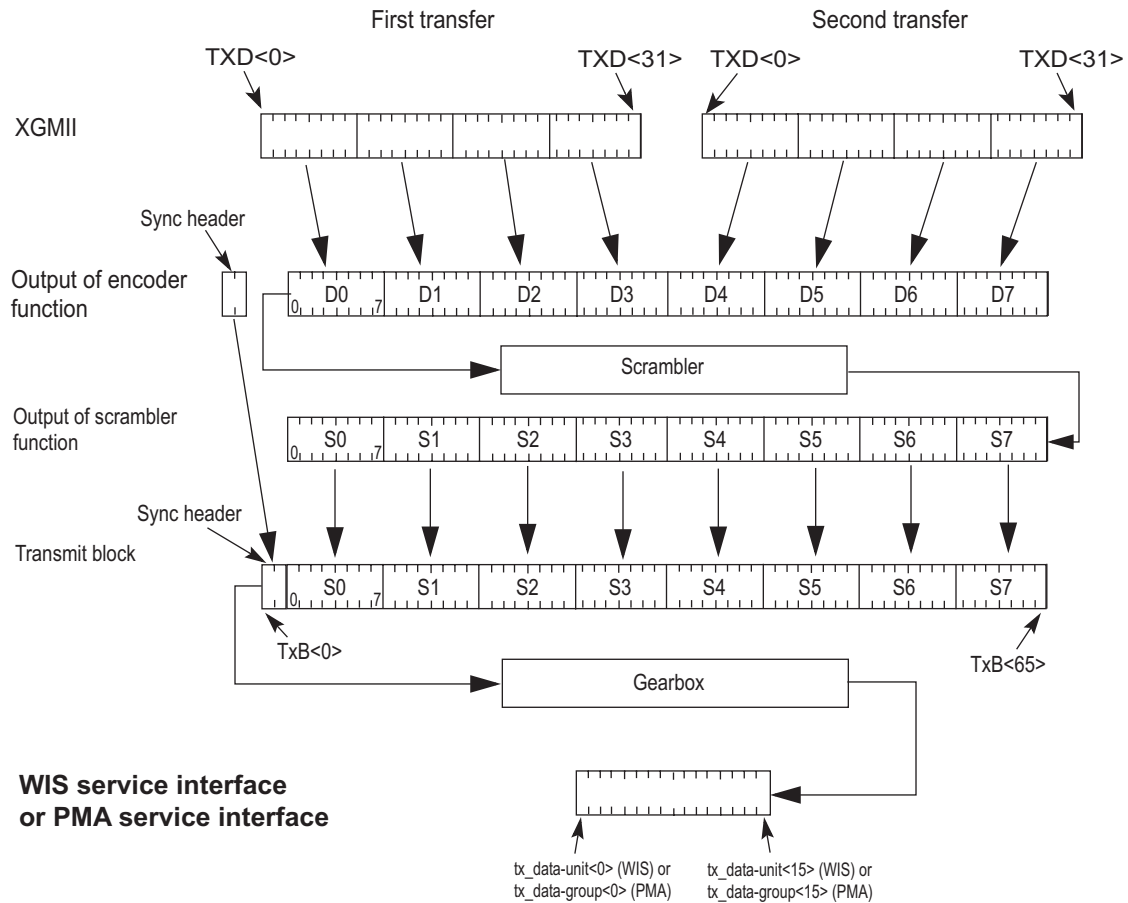 First transfer
Second transfer
TXD<0>
TXD<31>
TXD<0>
TXD<31>
XGMII
Sync header
Output of encoder
function
D0
D1
D2
D3
D4
D5
D6
D7
0
7
Scrambler
Output of scrambler
function
S0
S1
S2
S3
S4
S5
S6
S7
0
7
Sync header
Transmit block
S0
S1
S2
S3
S4
S5
S6
S7
0
7
TxB<0>
TxB<65>
Gearbox
WIS service interface
or PMA service interface
tx_data-unit<0> (WIS) or
tx_data-group<0> (PMA)
tx_data-unit<15> (WIS) or
tx_data-group<15> (PMA)